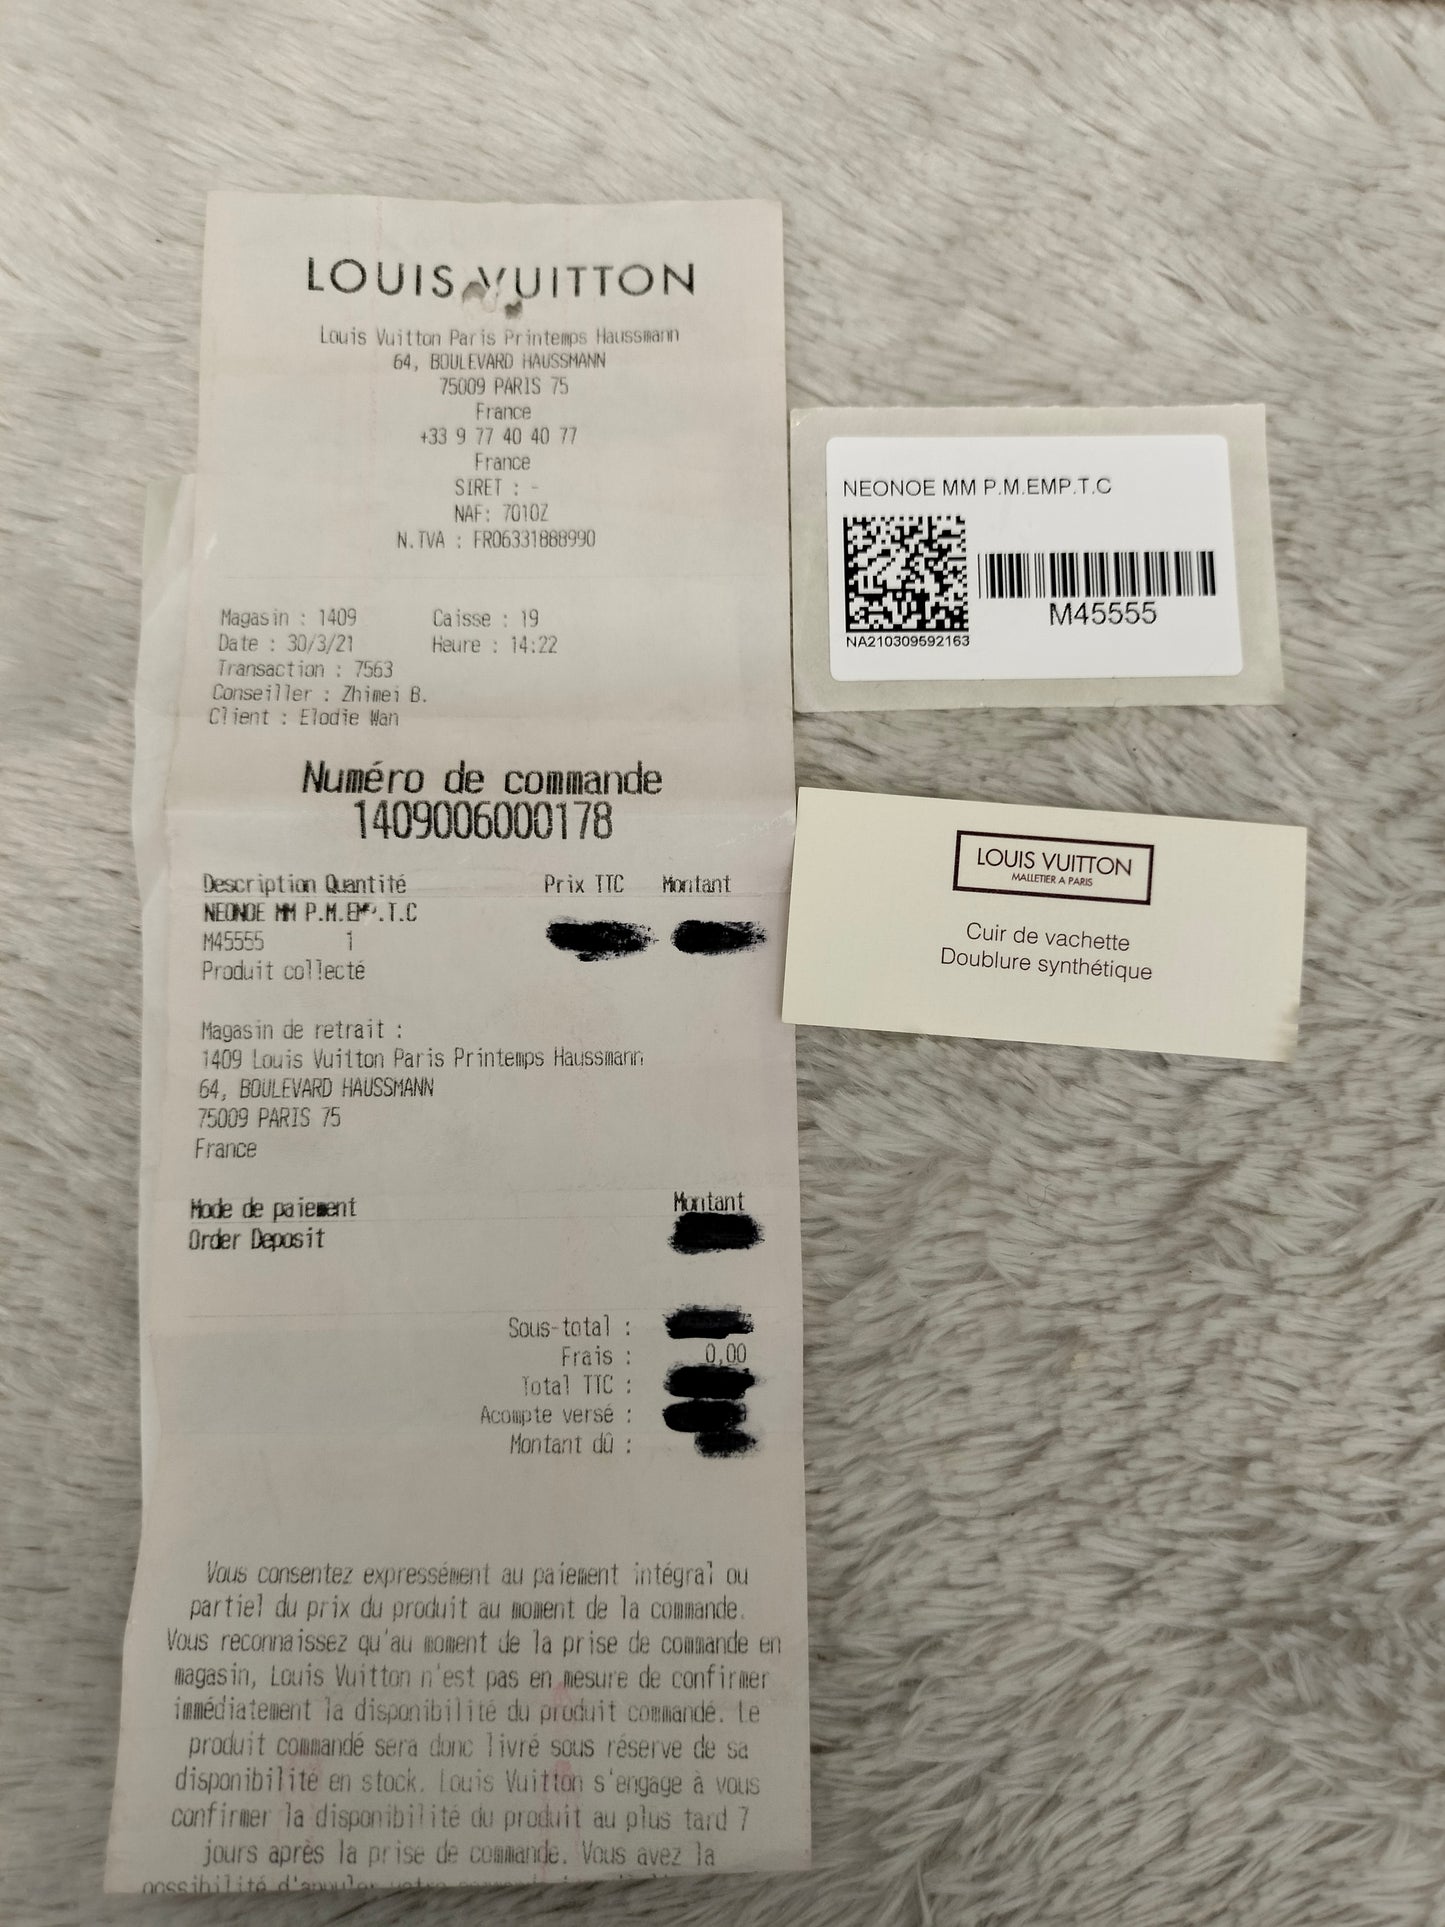 LOUIS VUITTON
Louis Vuitton Paris Printemps Haussmann
64, BOULEVARD HAUSSMANN
75009 PARIS 75
France
+33 9 77 40 40 77
France
SIRET : -
NAF: 7010Z
N.TVA : FR06331888990
Magasin : 1409 Caisse : 19
Date : 30/3/21 Heure : 14:22
Transaction : 7563
Conseiller : Zhimei B.
Client : Elodie Wan
Numéro de commande
1409006000178
Description Quantité Prix TTC Montant
NEONOE MM P.M.EMP.T.C
M45555 1
Produit collecté
Magasin de retrait :
1409 Louis Vuitton Paris Printemps Haussmann
64, BOULEVARD HAUSSMANN
75009 PARIS 75
France
Mode de paiement Montant
Order Deposit
Sous-total :
Frais : 0,00
Total TTC :
Acompte versé :
Montant dû :
Vous consentez expressément au paiement intégral ou
partiel du prix du produit au moment de la commande.
Vous reconnaissez qu'au moment de la prise de commande en
magasin, Louis Vuitton n'est pas en mesure de confirmer
immédiatement la disponibilité du produit commandé. Le
produit commandé sera donc livré sous réserve de sa
disponibilité en stock. Louis Vuitton s'engage à vous
confirmer la disponibilité du produit au plus tard 7
jours après la prise de commande. Vous avez la
possibilité d'annuler votre
NEONOE MM P.M.EMP.T.C
M45555
NA210309592163
LOUIS VUITTON
MALLETIER A PARIS
Cuir de vachette
Doublure synthétique